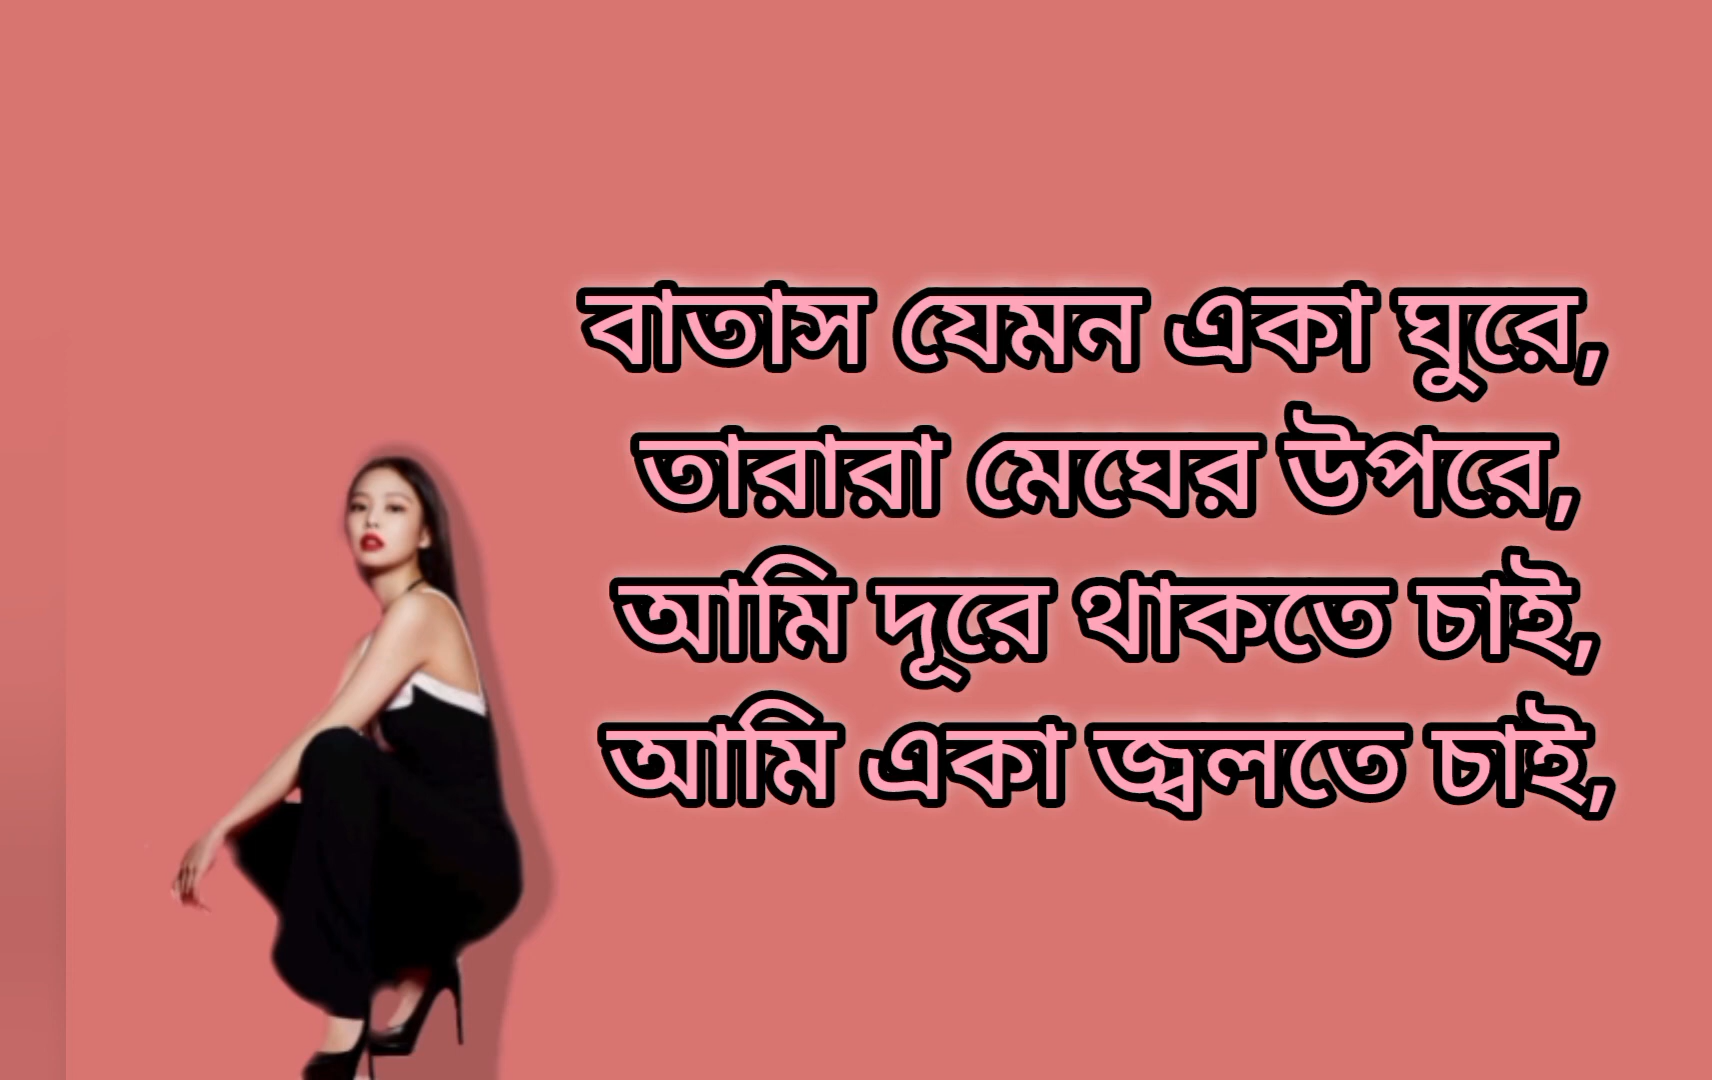 বাতাস যেমন একা ঘুরে,
তারারা মেঘের উপরে,
আমি দূরে থাকতে চাই,
আমি একা জ্বলতে চাই,